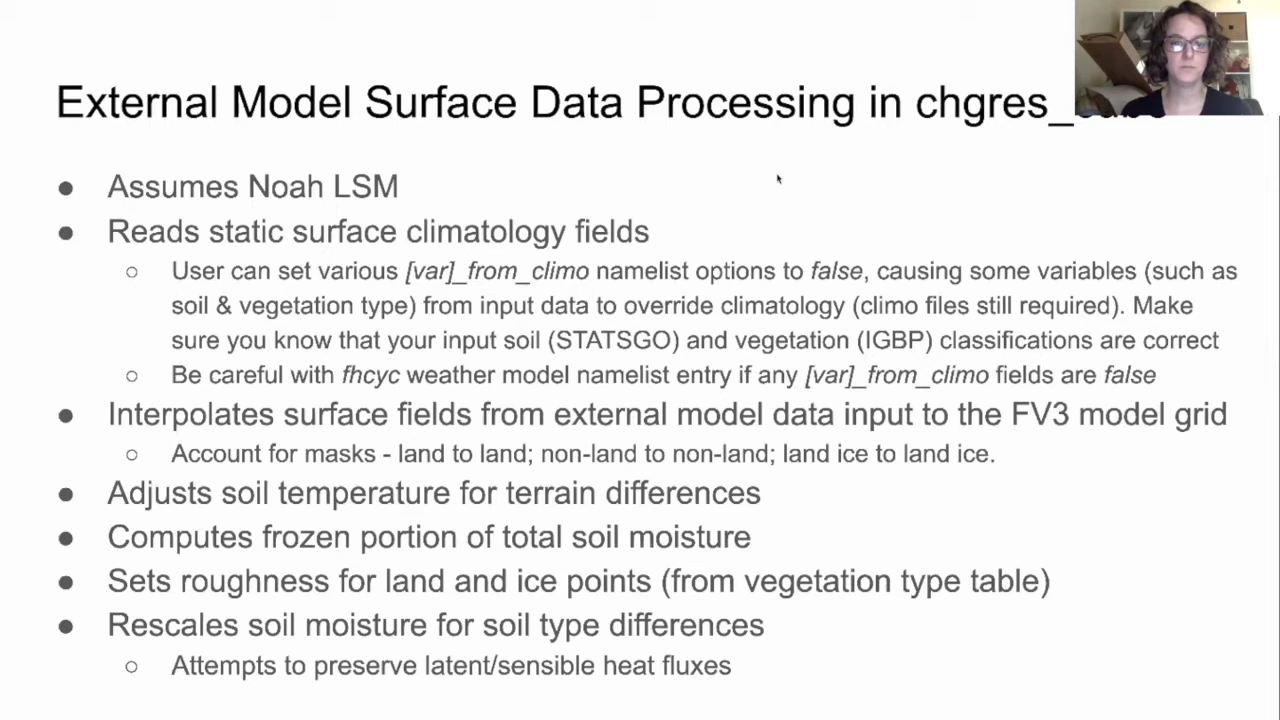 External Model Surface Data Processing in chgres_
● Assumes Noah LSM
● Reads static surface climatology fields
○ User can set various [var]_from_climo namelist options to false, causing some variables (such as
soil & vegetation type) from input data to override climatology (climo files still required). Make
sure you know that your input soil (STATSGO) and vegetation (IGBP) classifications are correct
○ Be careful with fhcyc weather model namelist entry if any [var]_from_climo fields are false
● Interpolates surface fields from external model data input to the FV3 model grid
○ Account for masks - land to land; non-land to non-land; land ice to land ice.
● Adjusts soil temperature for terrain differences
● Computes frozen portion of total soil moisture
● Sets roughness for land and ice points (from vegetation type table)
● Rescales soil moisture for soil type differences
○ Attempts to preserve latent/sensible heat fluxes